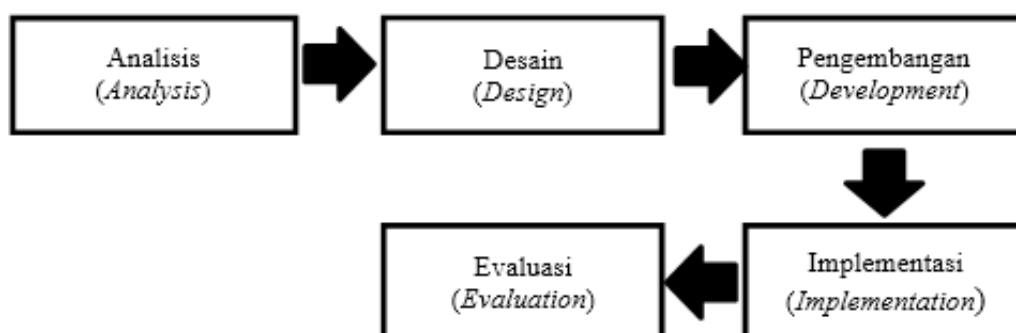 Analisis
(Analysis)
Desain
(Design)
Pengembangan
(Development)
Implementasi
(Implementation)
Evaluasi
(Evaluation)